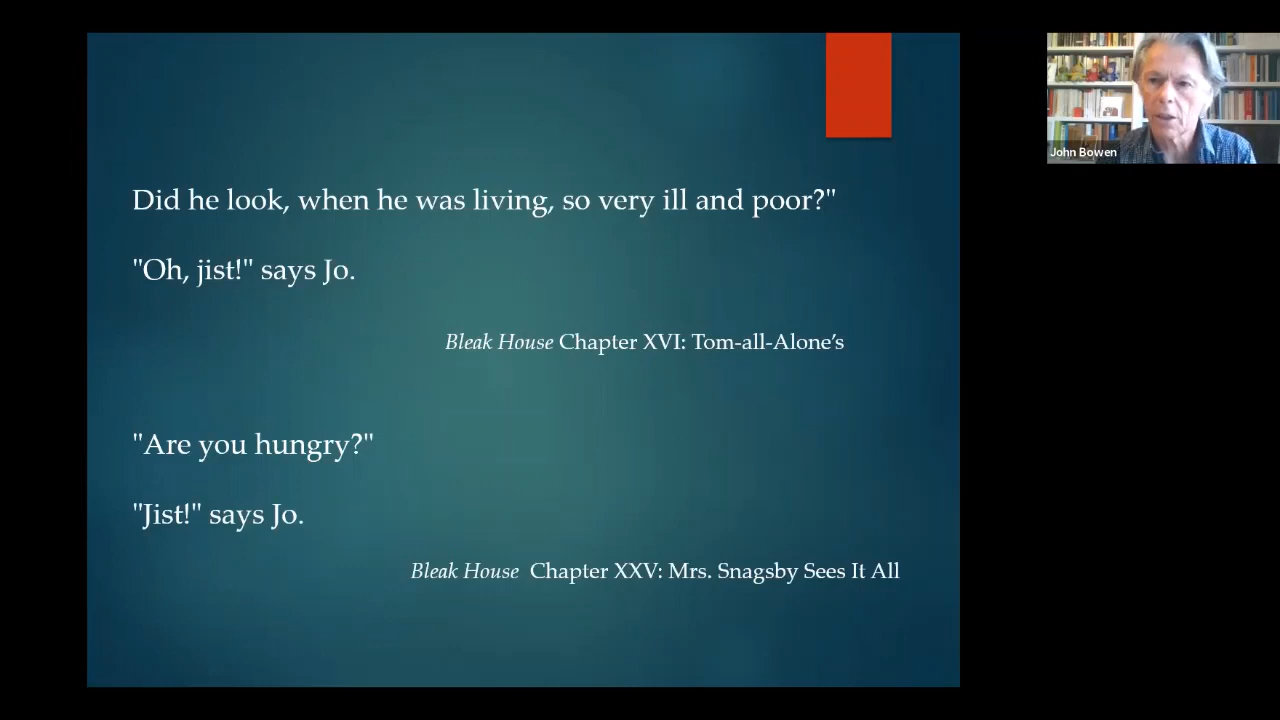 Did he look, when he was living, so very ill and poor?"
"Oh, jist!" says Jo.
Bleak House Chapter XVI: Tom-all-Alone’s
"Are you hungry?"
"Jist!" says Jo.
Bleak House Chapter XXV: Mrs. Snagsby Sees It All
John Bowen